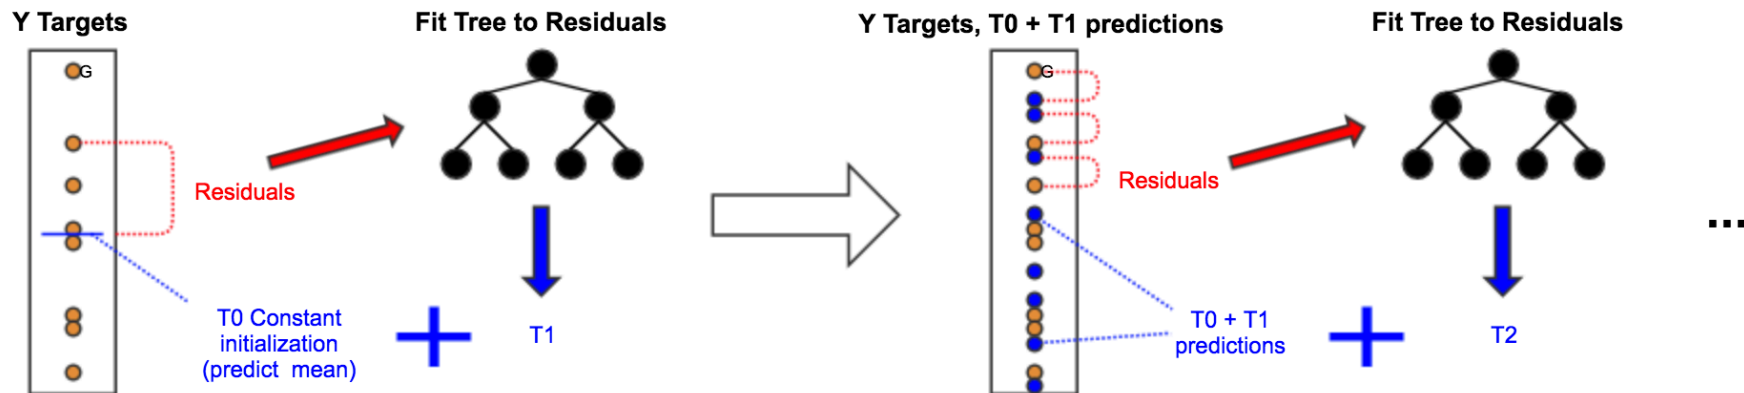 Y Targets
Fit Tree to Residuals
Y Targets, T0 + T1 predictions
Fit Tree to Residuals
G
G
Residuals
Residuals
...
T0 Constant
initialization
(predict mean)
T1
T0 + T1
predictions
T2